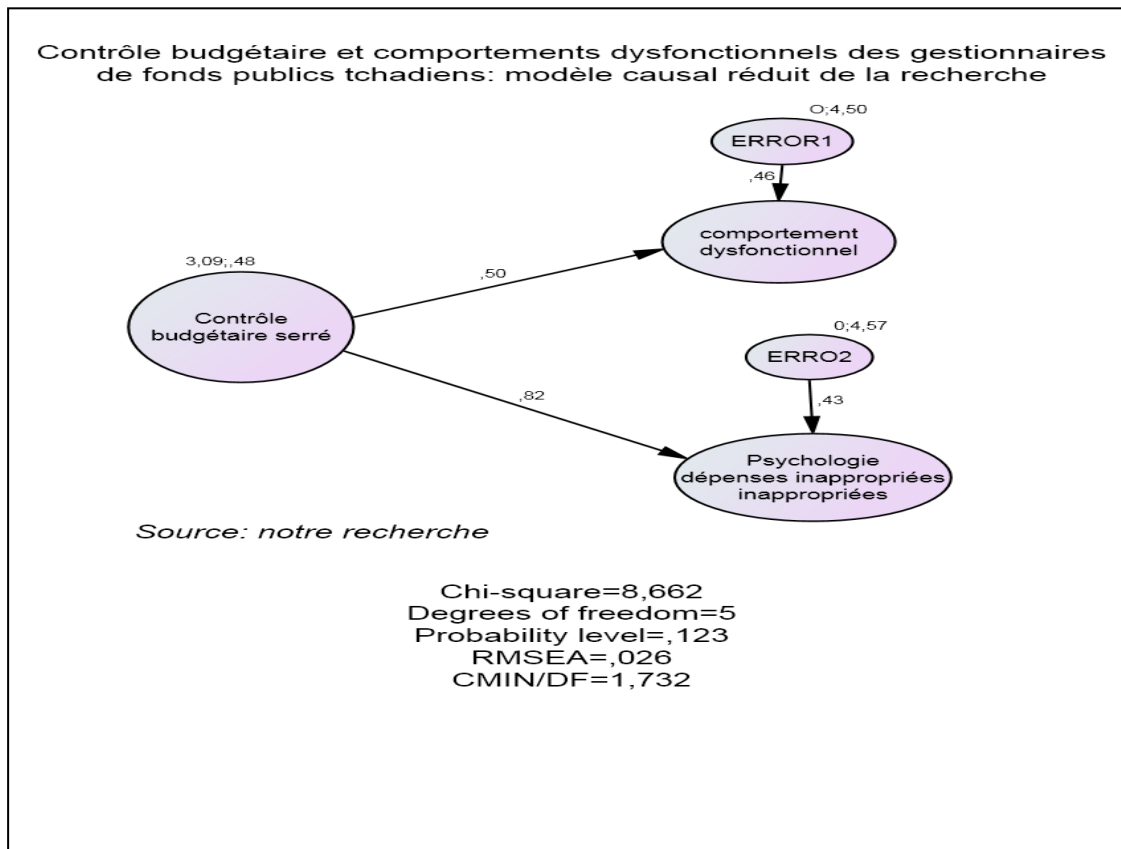 Contrôle budgétaire et comportements dysfonctionnels des gestionnaires
de fonds publics tchadiens: modèle causal réduit de la recherche
O;4,50
ERROR1
,46
comportement
dysfonctionnel
3,09;,48
,50
Contrôle
budgétaire serré
0;4,57
ERRO2
,82
,43
Psychologie
dépenses inappropriées
inappropriées
Source: notre recherche
Chi-square=8,662
Degrees of freedom=5
Probability level=,123
RMSEA=,026
CMIN/DF=1,732